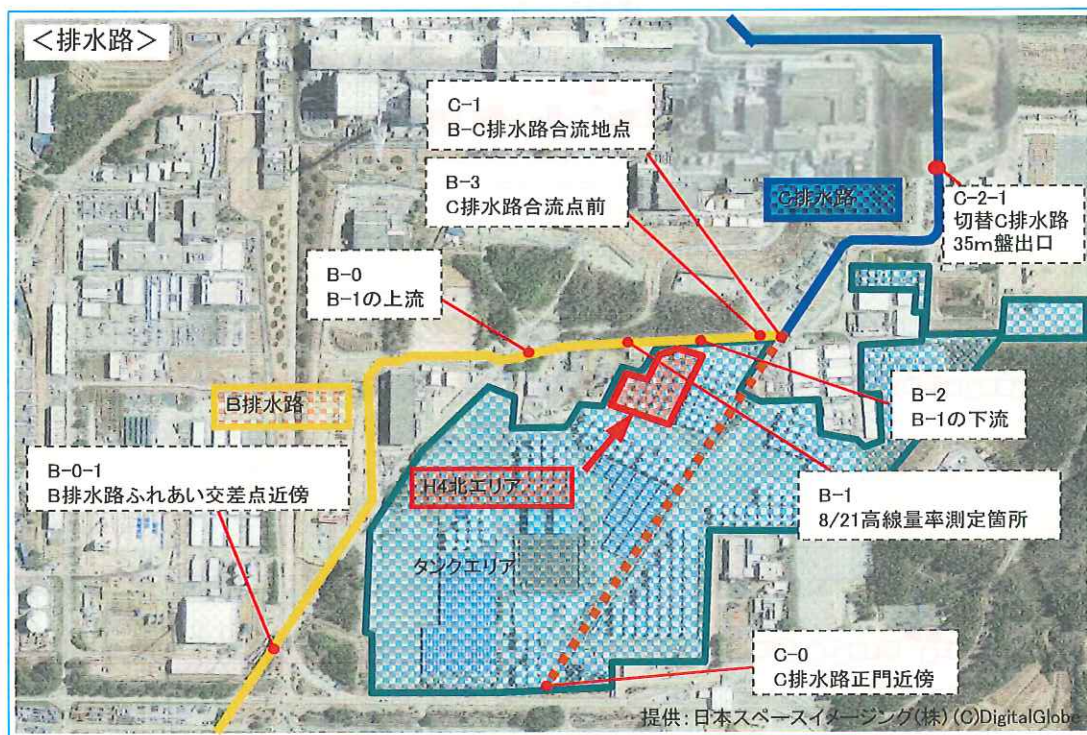 <排水路>
C-1
B-C排水路合流地点
B-3
C排水路合流点前
C排水路
C-2-1
切替C排水路
35m盤出口
B-0
B-1の上流
B排水路
B-2
B-1の下流
B-0-1
B排水路ふれあい交差点近傍
H4北エリア
B-1
8/21高線量率測定箇所
タンクエリア
C-0
C排水路正門近傍
提供:日本スペースイメージング(株)(C)DigitalGlobe